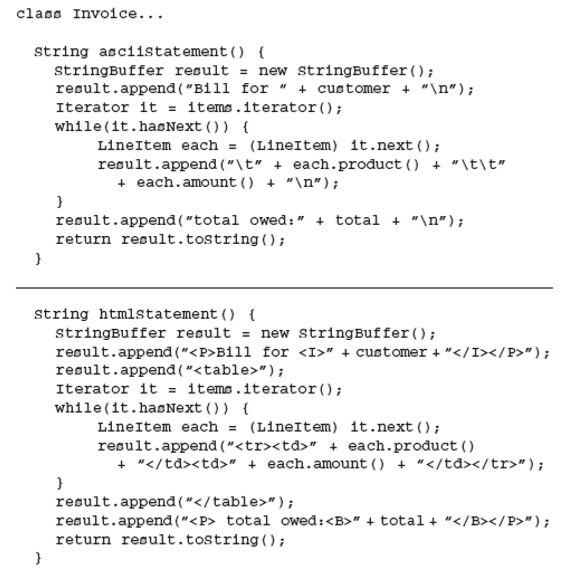 class Invoice...
String asciiStatement() {
StringBuffer result = new StringBuffer();
result.append(“Bill for ” + customer + “\n”);
Iterator it = items.iterator();
while(it.hasNext()) {
LineItem each = (LineItem) it.next();
result.append(“\t” + each.product() + “\t\t”
+ each.amount() + “\n”);
}
result.append(“total owed:” + total + “\n”);
return result.toString();
}
String htmlStatement() {
StringBuffer result = new StringBuffer();
result.append(“<P>Bill for <I>” + customer + “</I></P>”);
result.append(“<table>”);
Iterator it = items.iterator();
while(it.hasNext()) {
LineItem each = (LineItem) it.next();
result.append(“<tr><td>” + each.product()
+ “</td><td>” + each.amount() + “</td></tr>”);
}
result.append(“</table>”);
result.append(“<P> total owed:<B>” + total + “</B></P>”);
return result.toString();
}